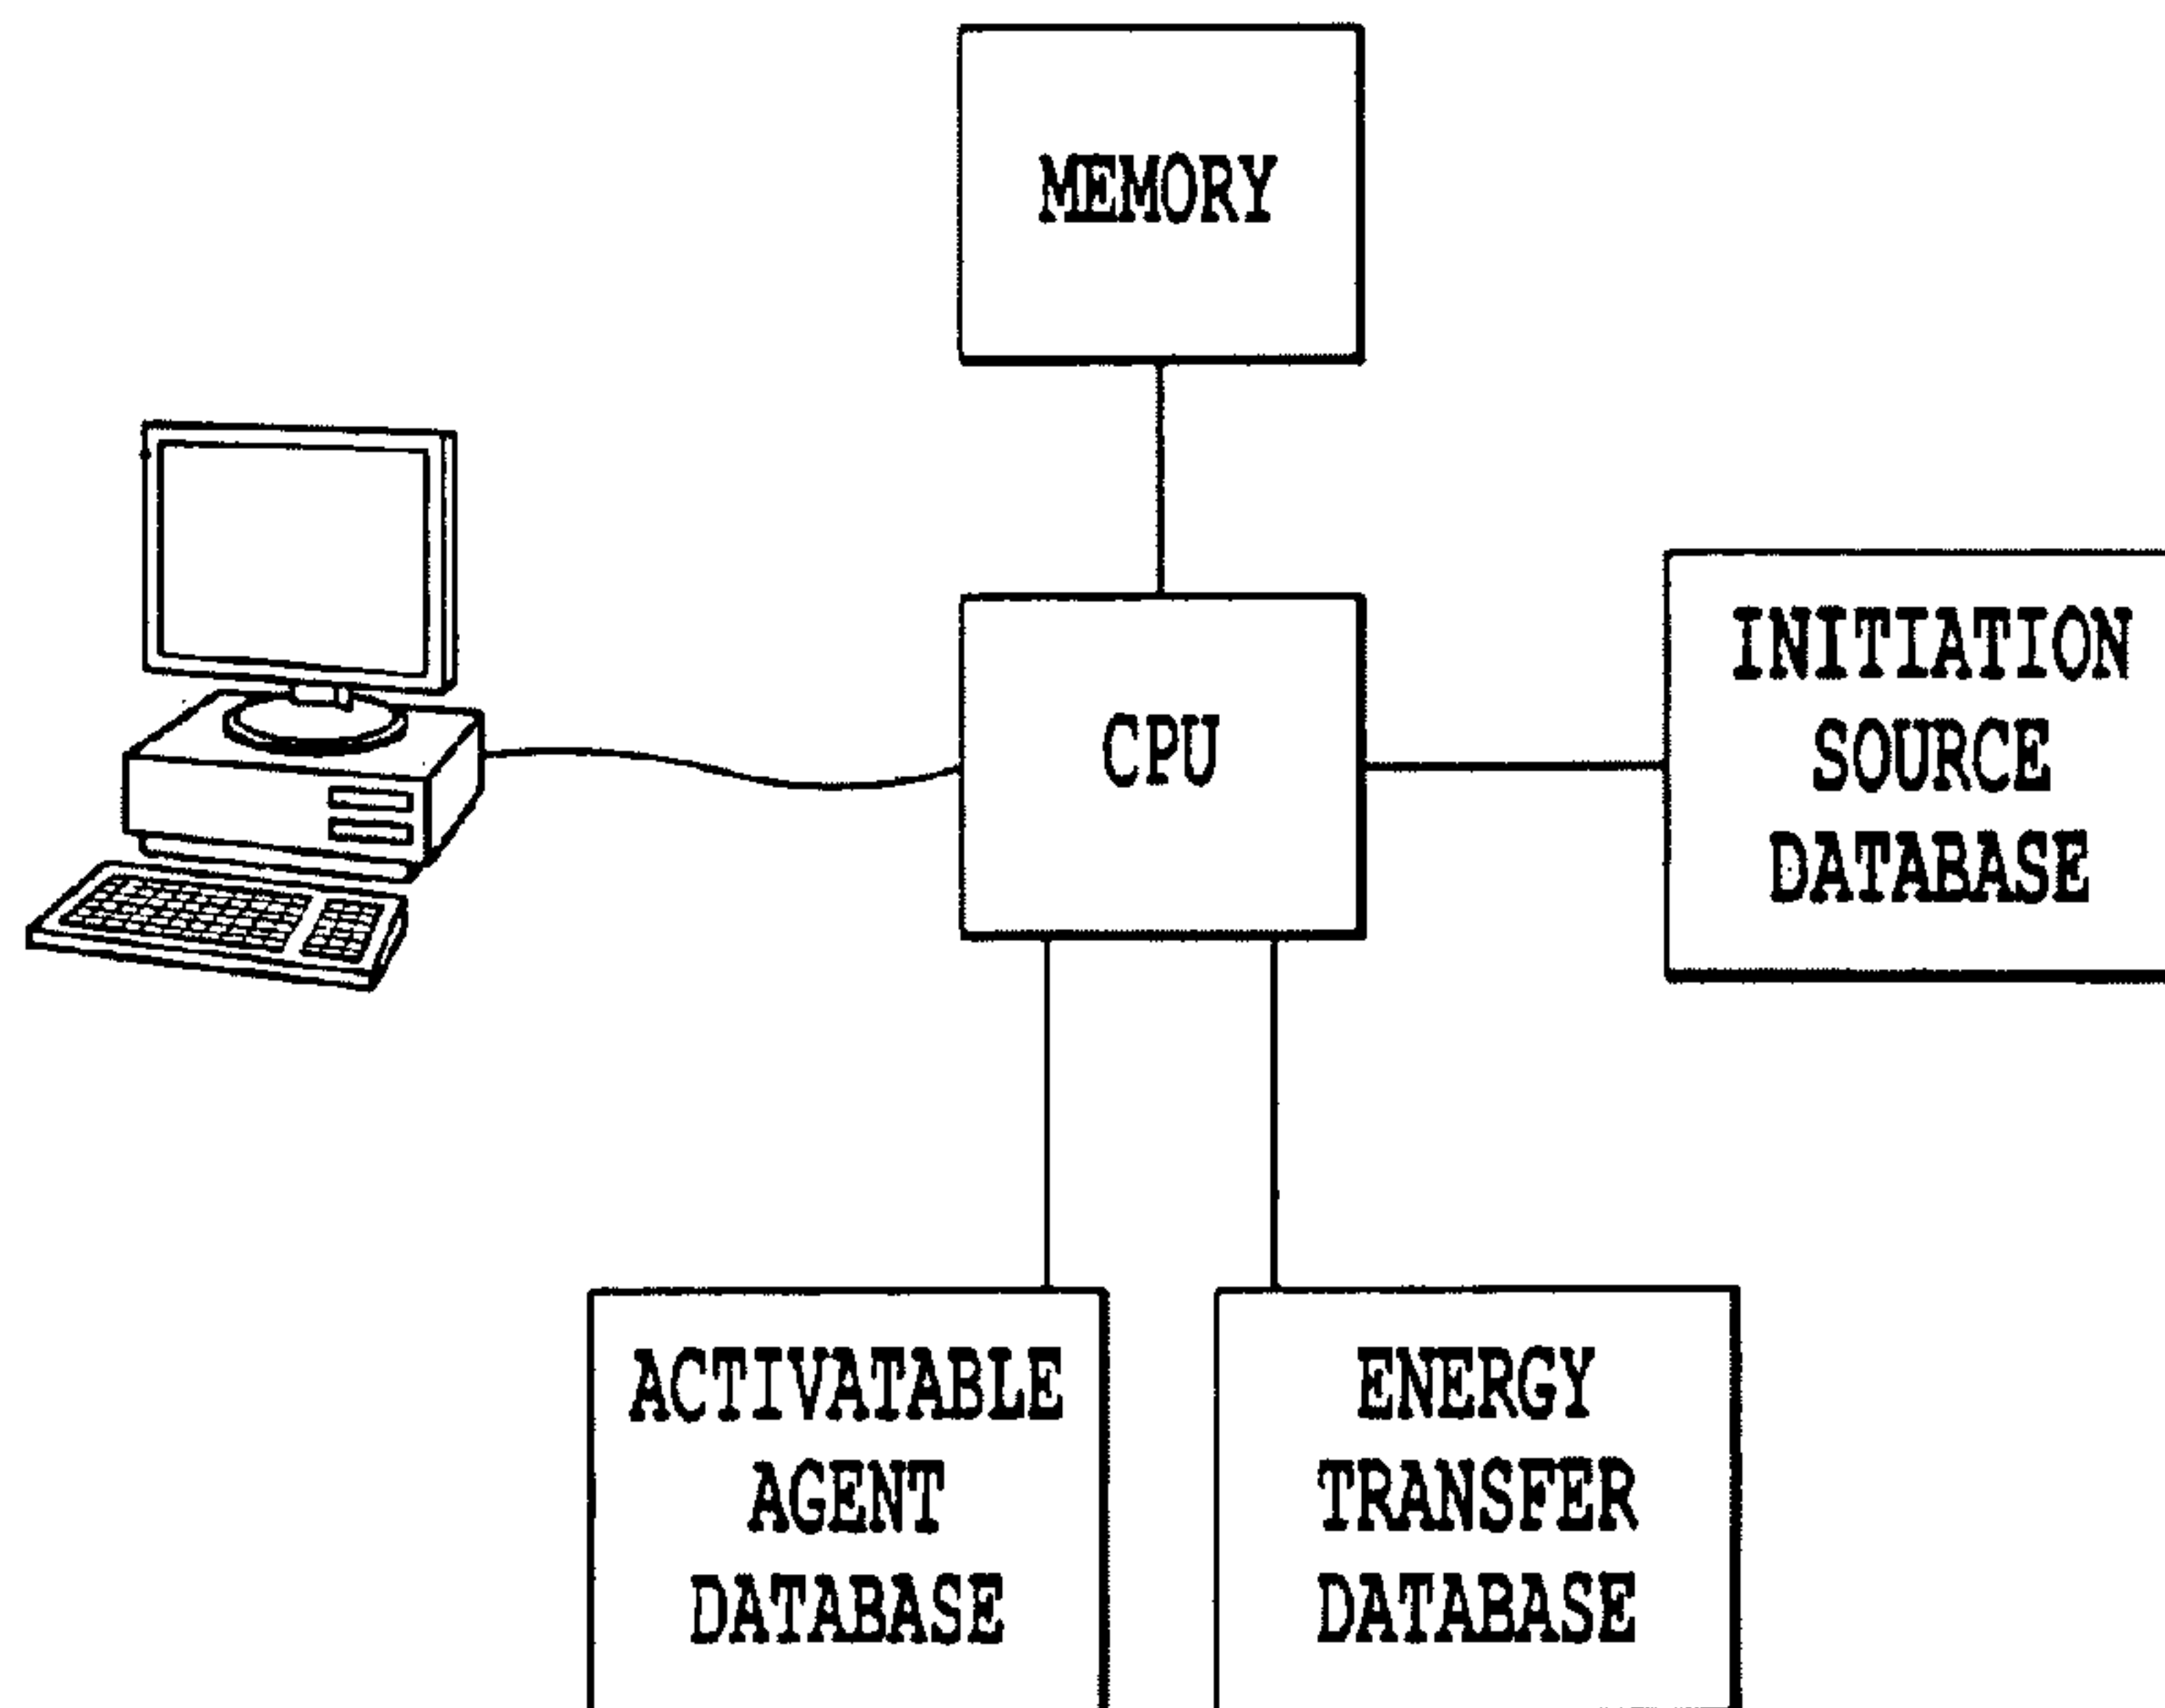 MEMORY
CPU
INITIATION
SOURCE
DATABASE
ACTIVATABLE
AGENT
DATABASE
ENERGY
TRANSFER
DATABASE